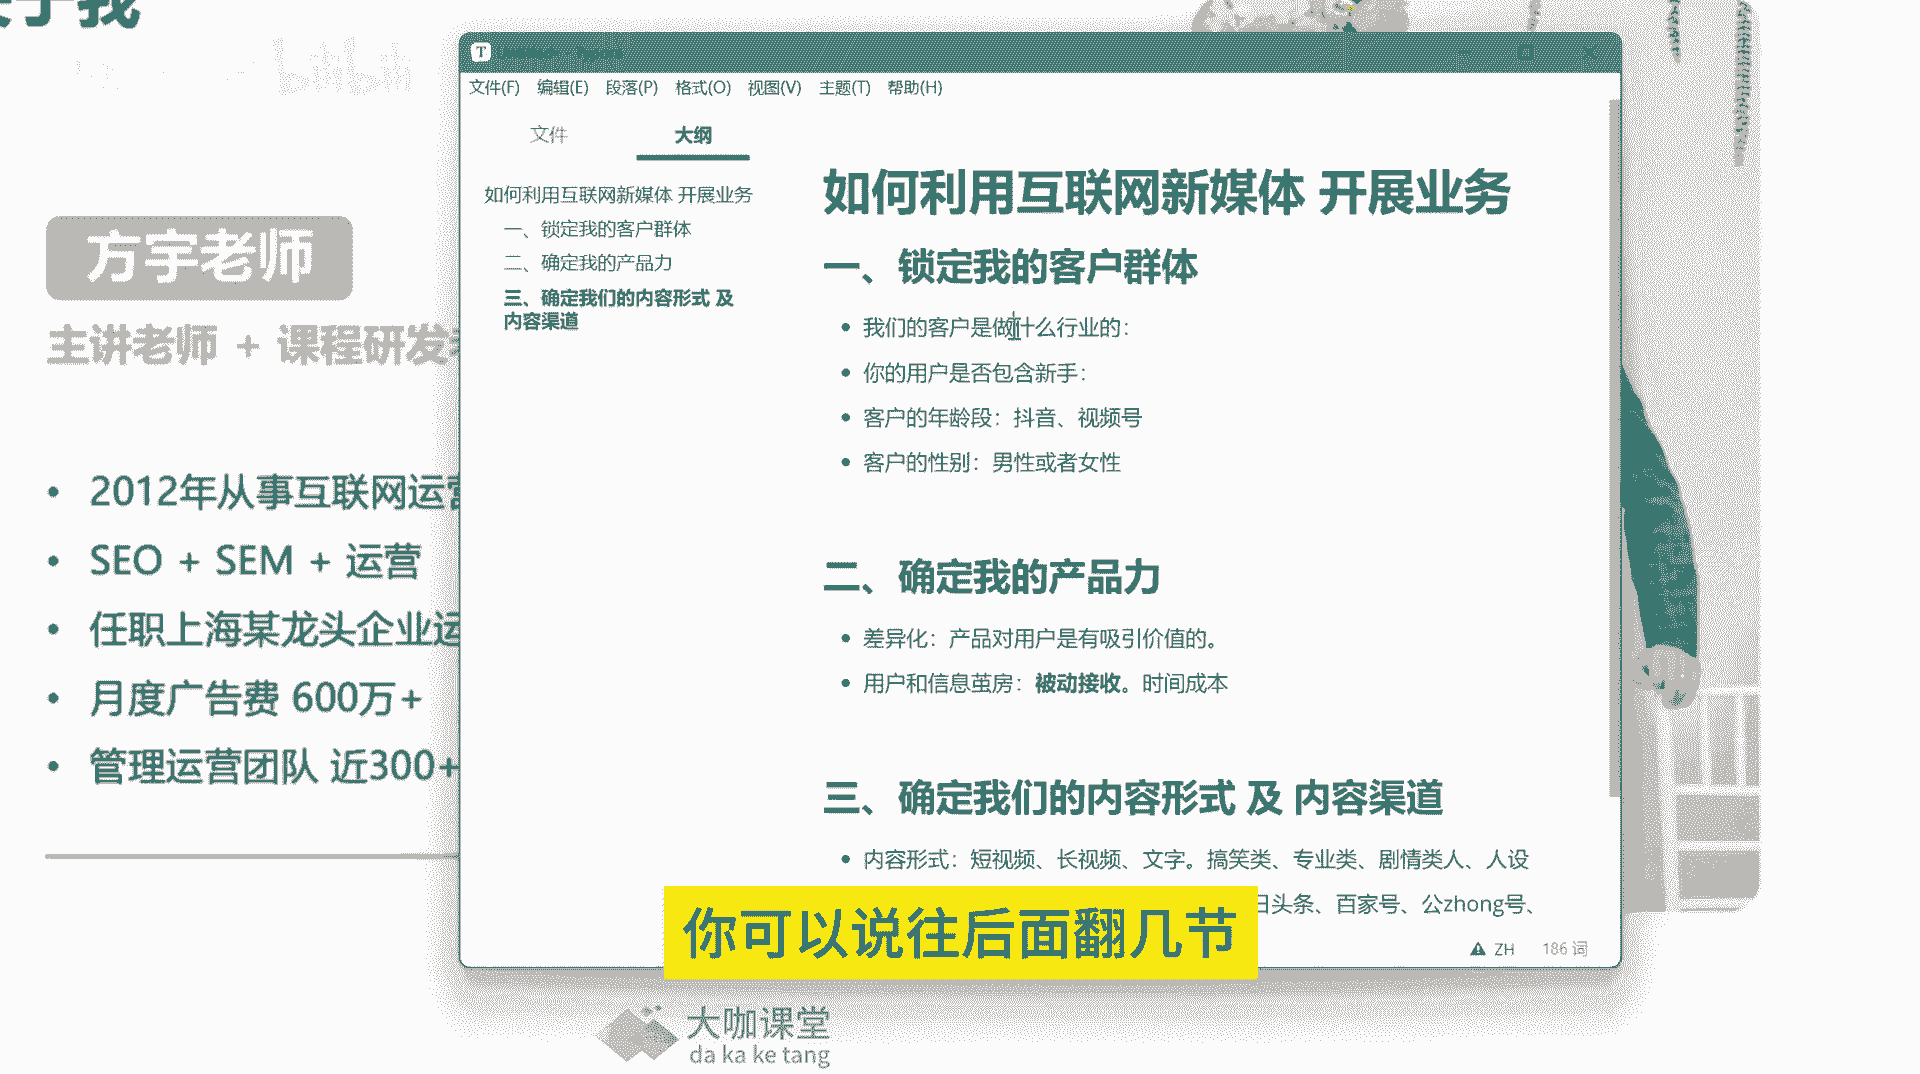 关于我
bilibili
方宇老师
主讲老师 + 课程研发
• 2012年从事互联网运营
• SEO + SEM + 运营
• 任职上海某龙头企业运
• 月度广告费 600万+
• 管理运营团队 近300+
T
文件(F) 编辑(E) 段落(P) 格式(O) 视图(V) 主题(T) 帮助(H)
文件 大纲
如何利用互联网新媒体 开展业务
一、锁定我的客户群体
二、确定我的产品力
三、确定我们的内容形式 及
内容渠道
如何利用互联网新媒体 开展业务
一、锁定我的客户群体
• 我们的客户是做什么行业的：
• 你的用户是否包含新手：
• 客户的年龄段：抖音、视频号
• 客户的性别：男性或者女性
二、确定我的产品力
• 差异化：产品对用户是有吸引价值的。
• 用户和信息茧房：被动接收。时间成本
三、确定我们的内容形式 及 内容渠道
• 内容形式：短视频、长视频、文字。搞笑类、专业类、剧情类人、人设
日头条、百家号、公zhong号、
你可以说往后面翻几节
ZH 186 词
大咖课堂
da ka ke tang